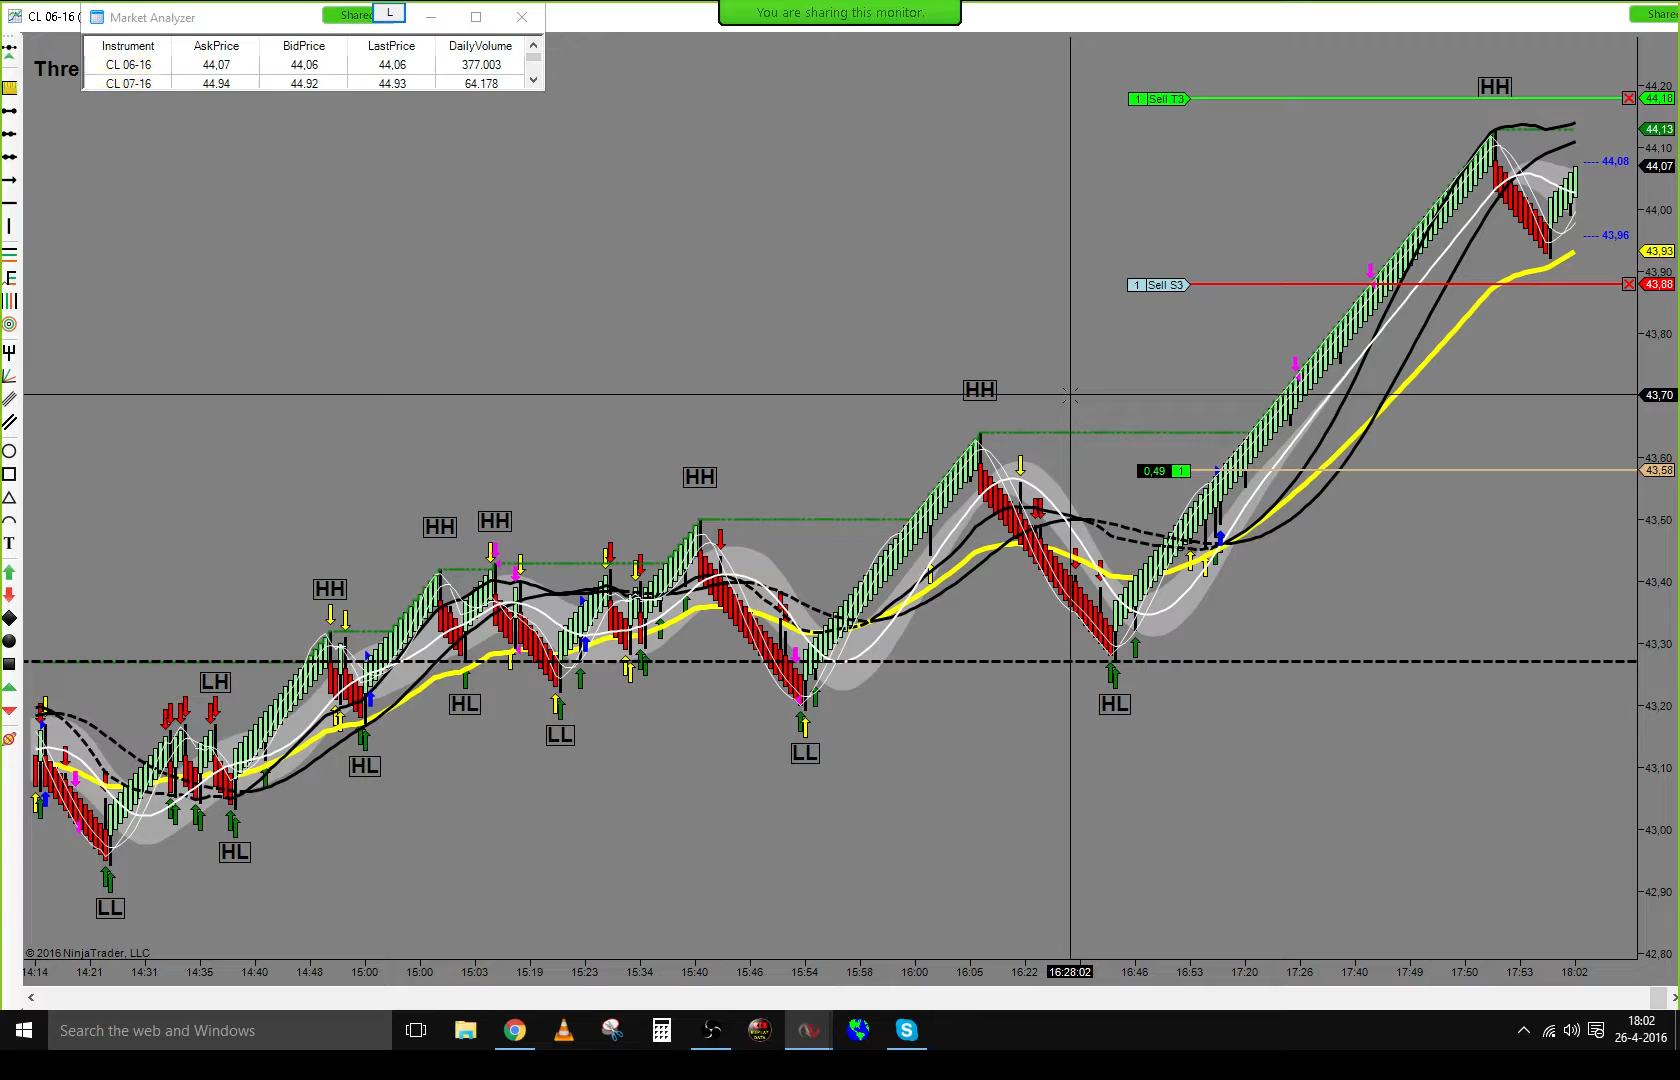 CL 06-16 (
Market Analyzer
Share
L
You are sharing this monitor.
Share
Instrument AskPrice BidPrice LastPrice DailyVolume
CL 06-16 44,07 44,06 44,06 377.003
CL 07-16 44.94 44.92 44.93 64.178
Thre
HH
44,20
1 Sell T3
44,18
44,13
44,10
44,08
44,07
44,00
43,96
43,93
43,90
1 Sell S3
43,88
43,80
HH
43,70
43,60
HH
0,49 1
43,58
HH
HH
43,50
HH
43,40
43,30
LH
HL
HL
43,20
LL
LL
HL
43,10
43,00
HL
42,90
LL
© 2016 NinjaTrader, LLC
42,80
14:14 14:21 14:31 14:35 14:40 14:48 15:00 15:00 15:03 15:19 15:23 15:34 15:40 15:46 15:54 15:58 16:00 16:05 16:22 16:28:02 16:46 16:53 17:20 17:26 17:40 17:49 17:50 17:53 18:02
T
Search the web and Windows
18:02
26-4-2016